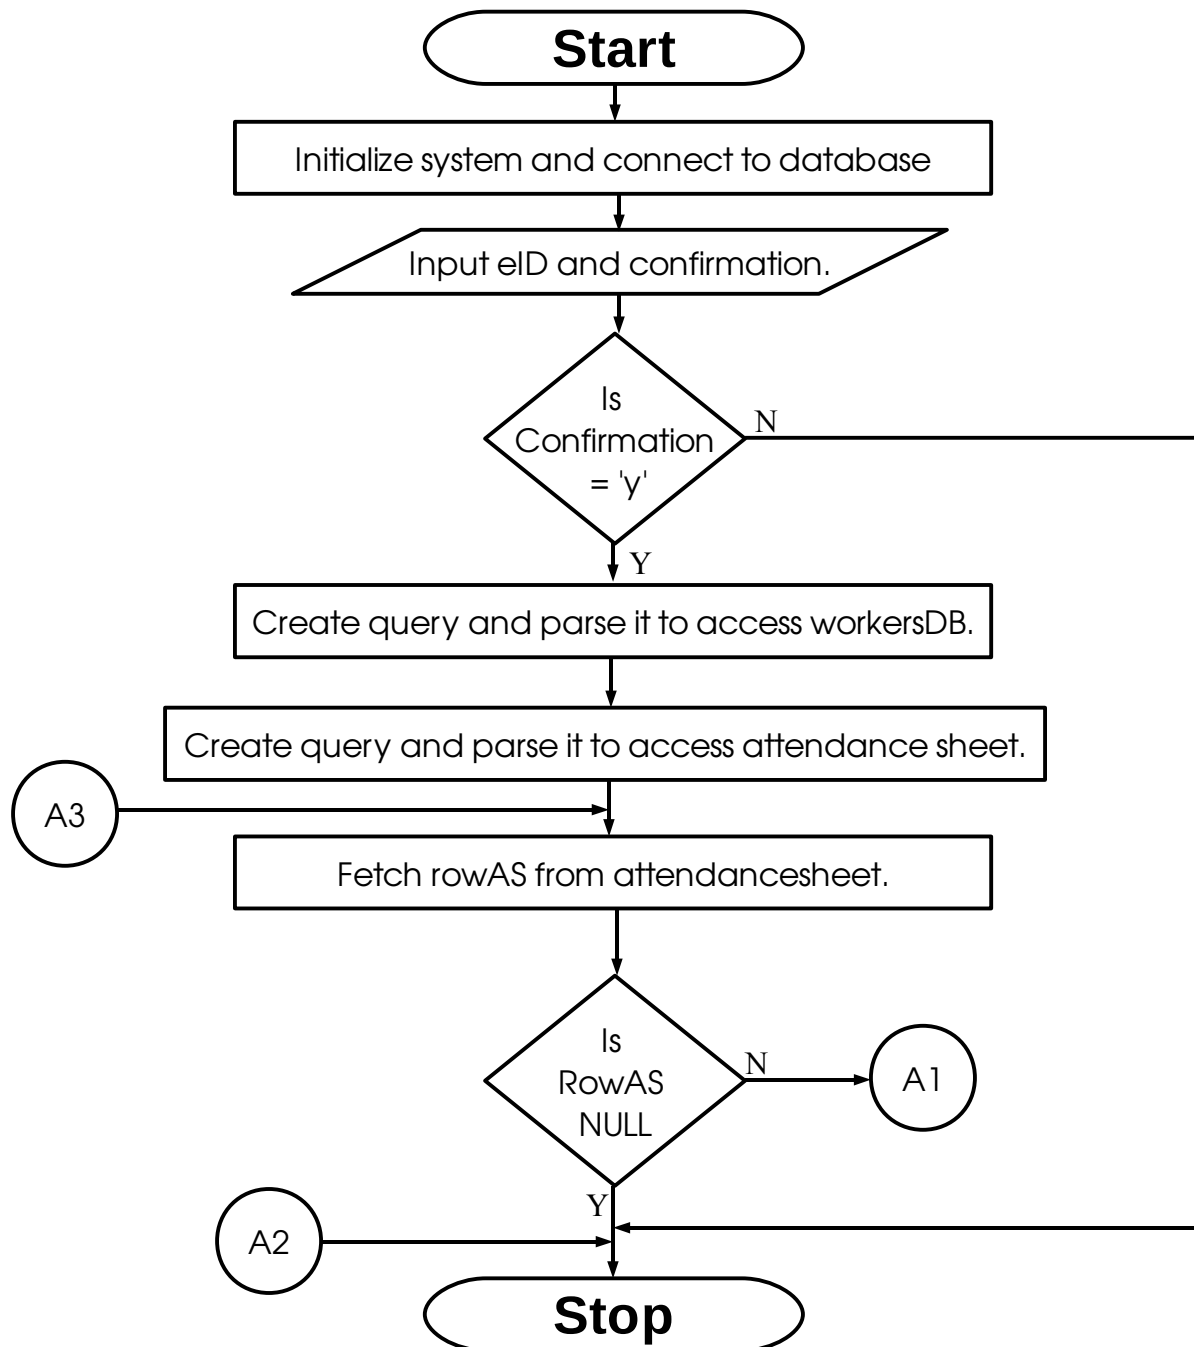 Start
Initialize system and connect to database
Input eID and confirmation.
Is
Confirmation
= 'y'
N
Y
Create query and parse it to access workersDB.
Create query and parse it to access attendance sheet.
A3
Fetch rowAS from attendancesheet.
Is
RowAS
NULL
N
A1
Y
A2
Stop